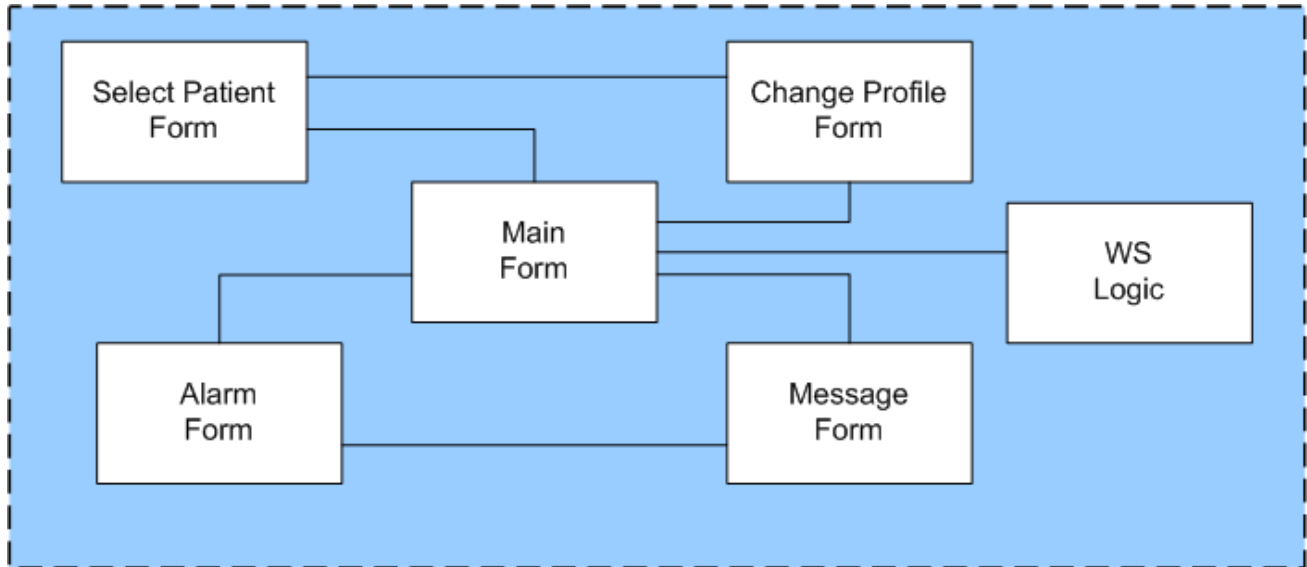 Select Patient
Form
Change Profile
Form
Main
Form
WS
Logic
Alarm
Form
Message
Form